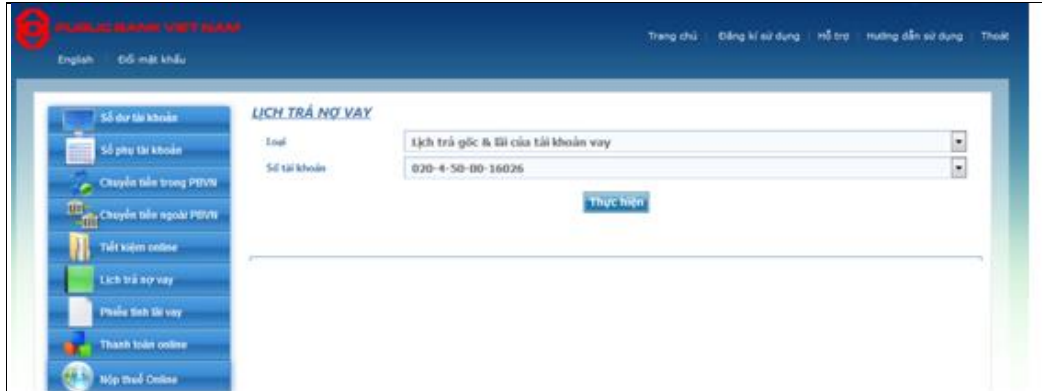 PUBLIC BANK VIET NAM
Trang chủ Đăng kí sử dụng Hỗ trợ Hướng dẫn sử dụng Thoát
English Đổi mật khẩu
Số dư tài khoản
Sổ phụ tài khoản
Chuyển tiền trong PBVN
Chuyển tiền ngoài PBVN
Tiết kiệm online
Lịch trả nợ vay
Phiếu tính lãi vay
Thanh toán online
Nộp thuế Online
LỊCH TRẢ NỢ VAY
Loại Lịch trả gốc & lãi của tài khoản vay
Số tài khoản 020-4-50-00-16026
Thực hiện